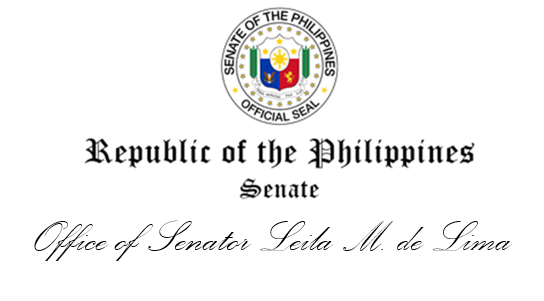 SENATE OF THE PHILIPPINES
OFFICIAL SEAL
Republic of the Philippines
Senate
Office of Senator Leila M. de Lima